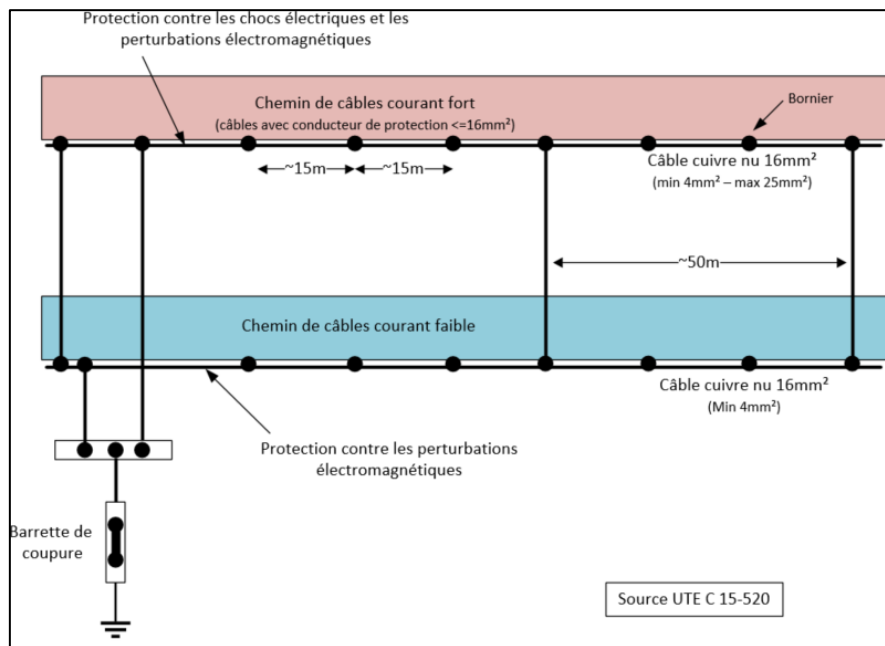 Protection contre les chocs électriques et les
perturbations électromagnétiques
Chemin de câbles courant fort
(câbles avec conducteur de protection <=16mm²)
Bornier
~15m
~15m
Câble cuivre nu 16mm²
(min 4mm² – max 25mm²)
~50m
Chemin de câbles courant faible
Câble cuivre nu 16mm²
(Min 4mm²)
Protection contre les perturbations
électromagnétiques
Barrette de
coupure
Source UTE C 15-520